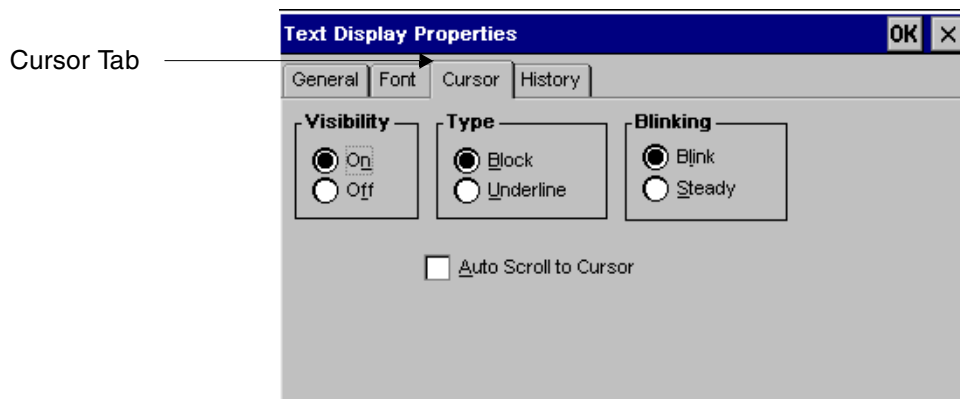 Text Display Properties OK ×
Cursor Tab
General Font Cursor History
Visibility Type Blinking
On Block Blink
Off Underline Steady
Auto Scroll to Cursor